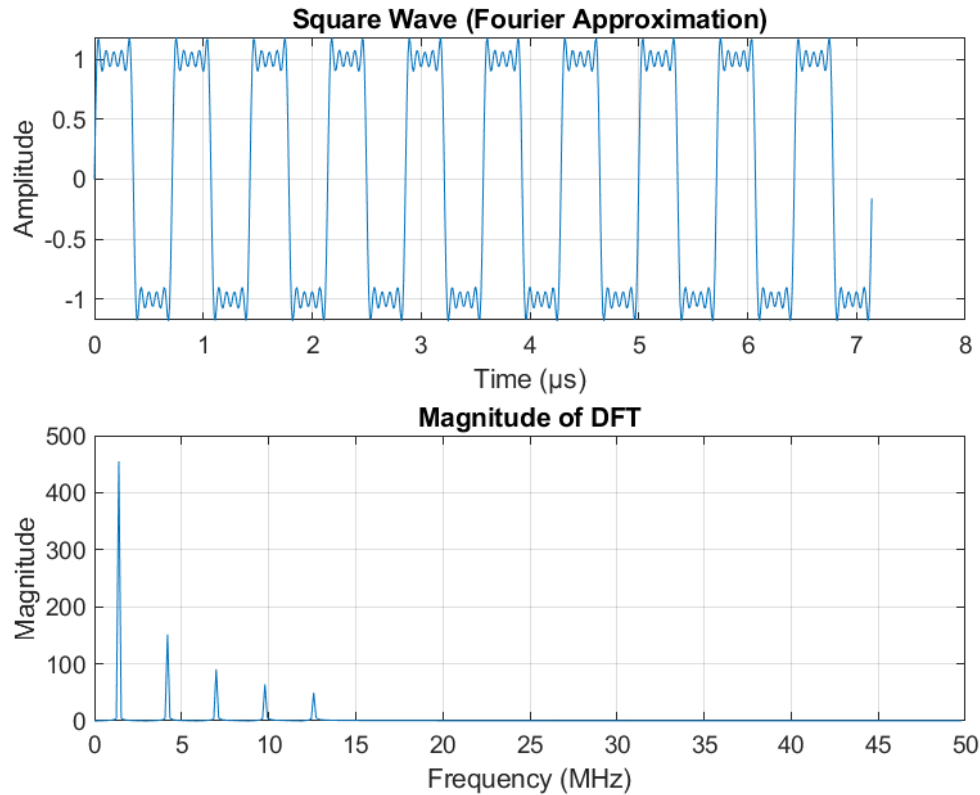 Square Wave (Fourier Approximation)
1
0.5
0
-0.5
-1
Amplitude
0 1 2 3 4 5 6 7 8
Time (µs)
Magnitude of DFT
500
400
300
200
100
0
Magnitude
0 5 10 15 20 25 30 35 40 45 50
Frequency (MHz)